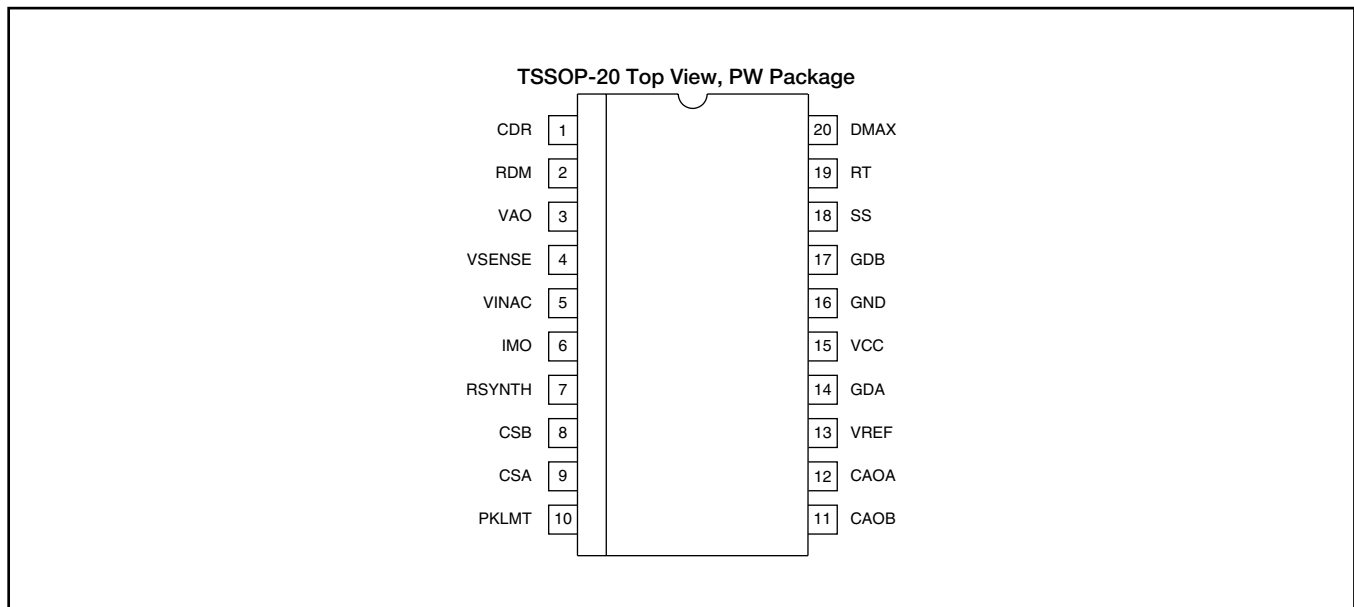 TSSOP-20 Top View, PW Package
CDR 1 20 DMAX
RDM 2 19 RT
VAO 3 18 SS
VSENSE 4 17 GDB
VINAC 5 16 GND
IMO 6 15 VCC
RSYNTH 7 14 GDA
CSB 8 13 VREF
CSA 9 12 CAOA
PKLMT 10 11 CAOB